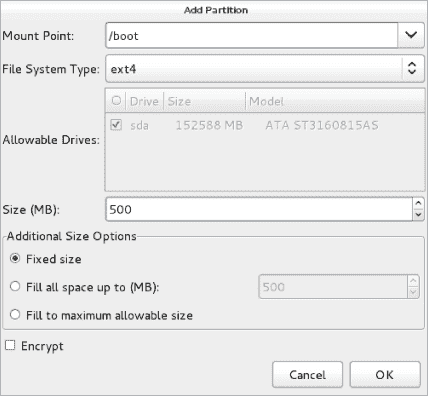 Add Partition
Mount Point: /boot
File System Type: ext4
Drive Size Model
Allowable Drives: sda 152588 MB ATA ST3160815AS
Size (MB): 500
Additional Size Options
Fixed size
Fill all space up to (MB): 500
Fill to maximum allowable size
Encrypt
Cancel OK